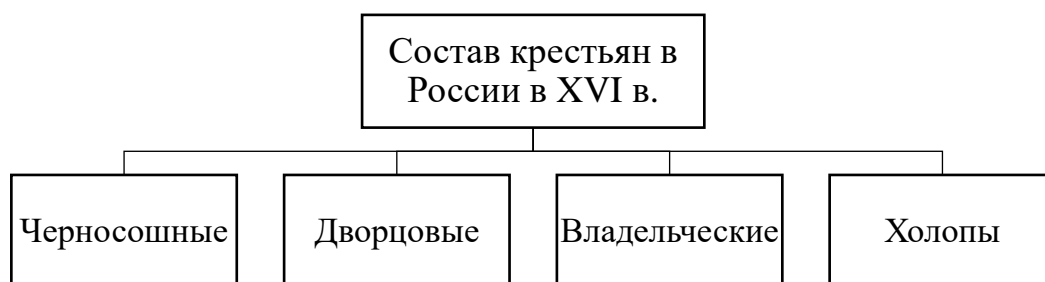 Состав крестьян в
России в XVI в.
Черносошные
Дворцовые
Владельческие
Холопы